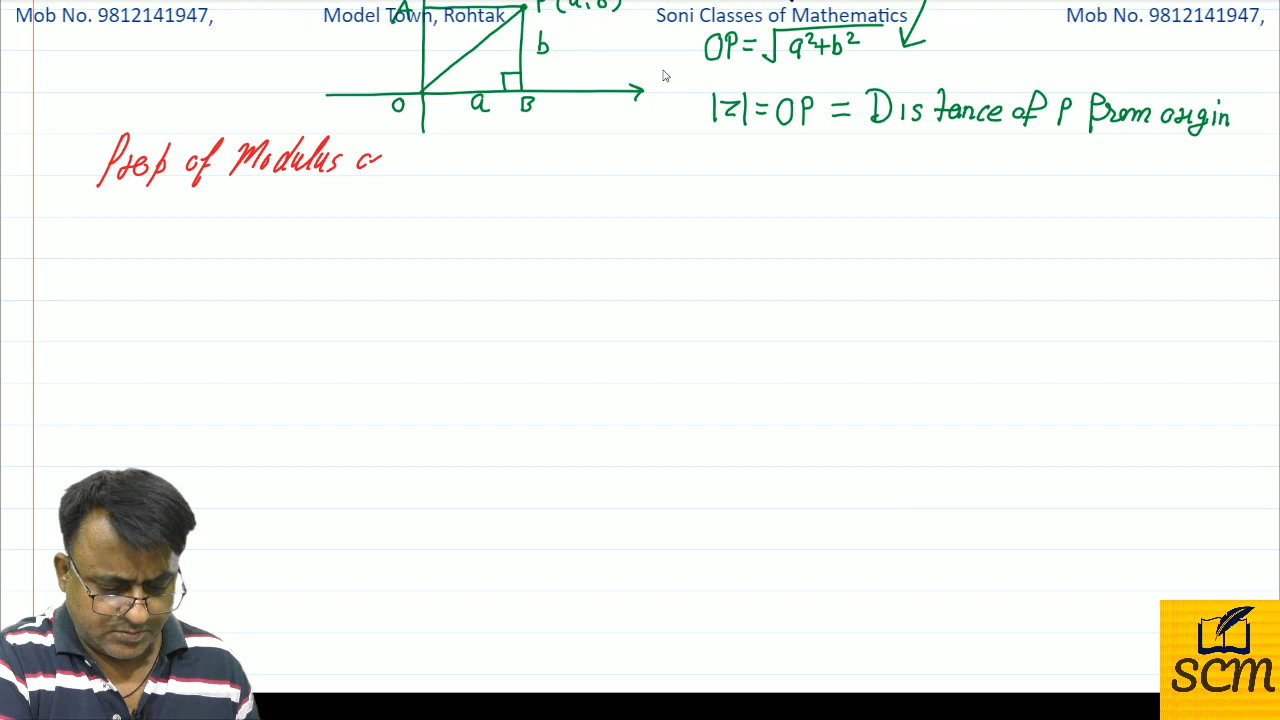 Mob No. 9812141947, Model Town, Rohtak Soni Classes of Mathematics Mob No. 9812141947,
A P(a,b)
b
OP = √a²+b²
O a B
|z| = OP = Distance of P from origin
Prop of Modulus
SCM